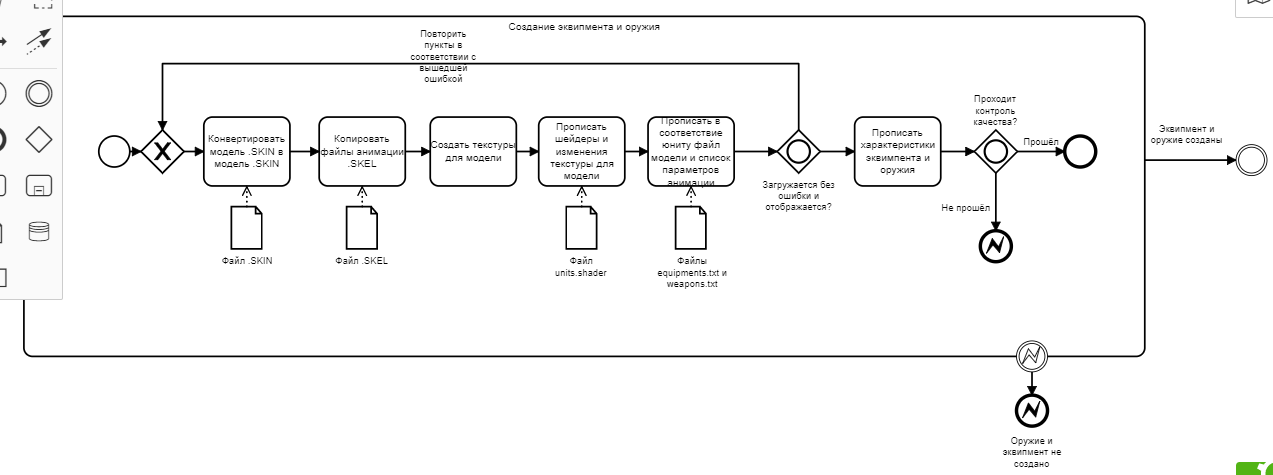 Создание эквипмента и оружия
Повторить
пункты в
соответствии с
вышедшей
ошибкой
Конвертировать
модель .SKIN в
модель .SKIN
Копировать
файлы анимации
.SKEL
Создать текстуры
для модели
Прописать
шейдеры и
изменения
текстуры для
модели
Прописать в
соответствие
юниту файл
модели и список
параметров
анимации
Загружается без
ошибки и
отображается?
Прописать
характеристики
эквимпента и
оружия
Проходит
контроль
качества?
Прошёл
Не прошёл
Эквипмент и
оружие созданы
Файл .SKIN
Файл .SKEL
Файл
units.shader
Файлы
equipments.txt и
weapons.txt
Оружие и
эквипмент не
создано